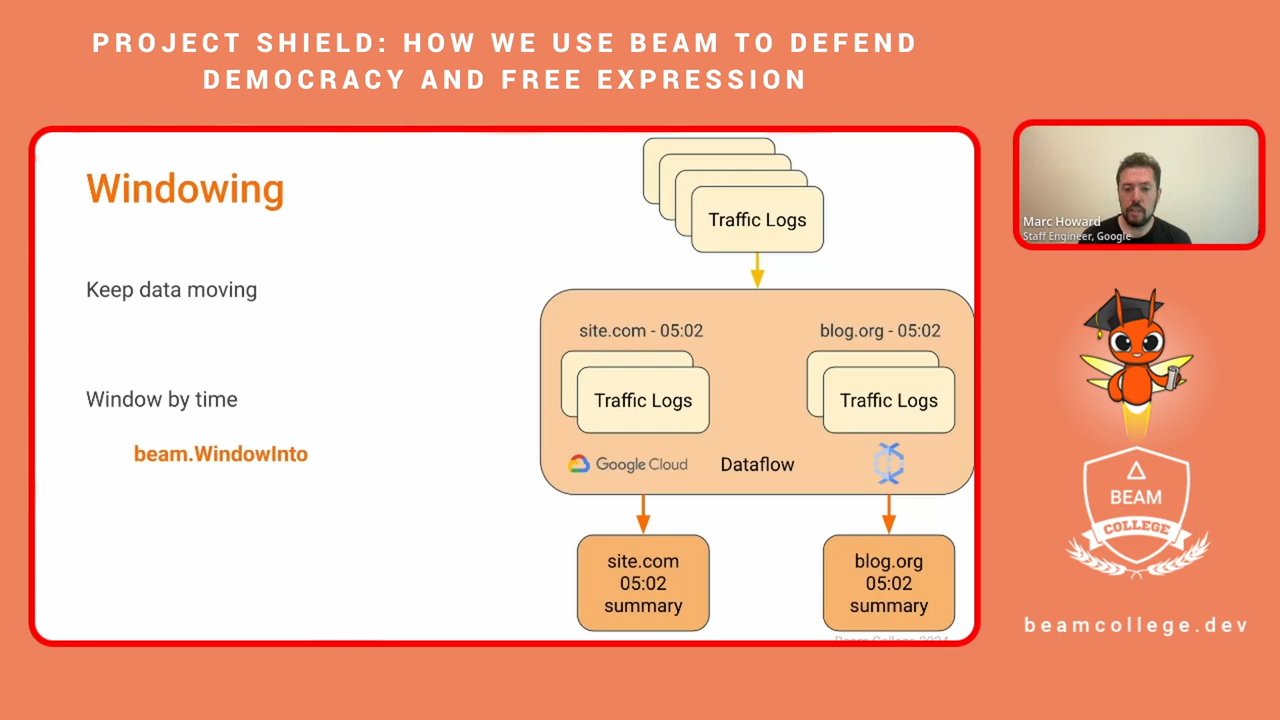 PROJECT SHIELD: HOW WE USE BEAM TO DEFEND
DEMOCRACY AND FREE EXPRESSION
Windowing
Keep data moving
Window by time
beam.WindowInto
Traffic Logs
site.com - 05:02
blog.org - 05:02
Traffic Logs
Traffic Logs
Google Cloud
Dataflow
site.com
05:02
summary
blog.org
05:02
summary
Beam College 2024
Marc Howard
Staff Engineer, Google
BEAM
COLLEGE
beamcollege.dev